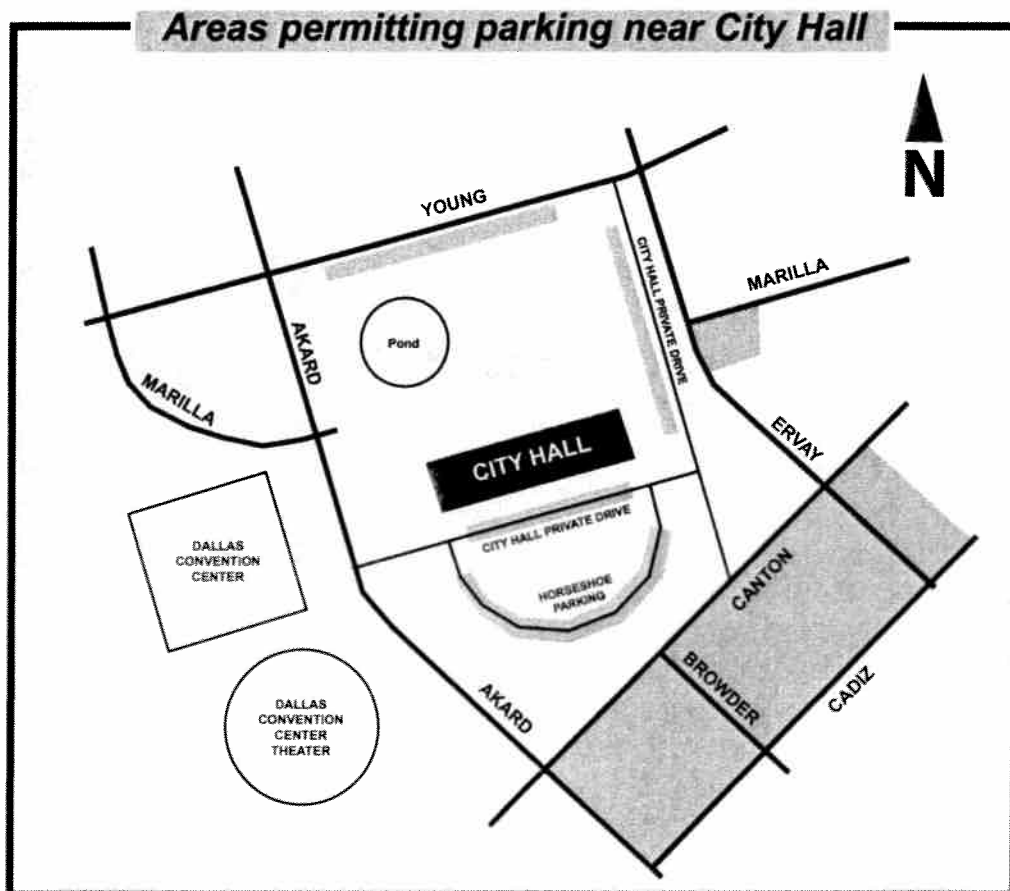 Areas permitting parking near City Hall
N
YOUNG
CITY HALL PRIVATE DRIVE
MARILLA
AKARD
Pond
MARILLA
ERVAY
CITY HALL
DALLAS
CONVENTION
CENTER
CITY HALL PRIVATE DRIVE
HORSESHOE
PARKING
CANTON
BROWDER
CADIZ
AKARD
DALLAS
CONVENTION
CENTER
THEATER